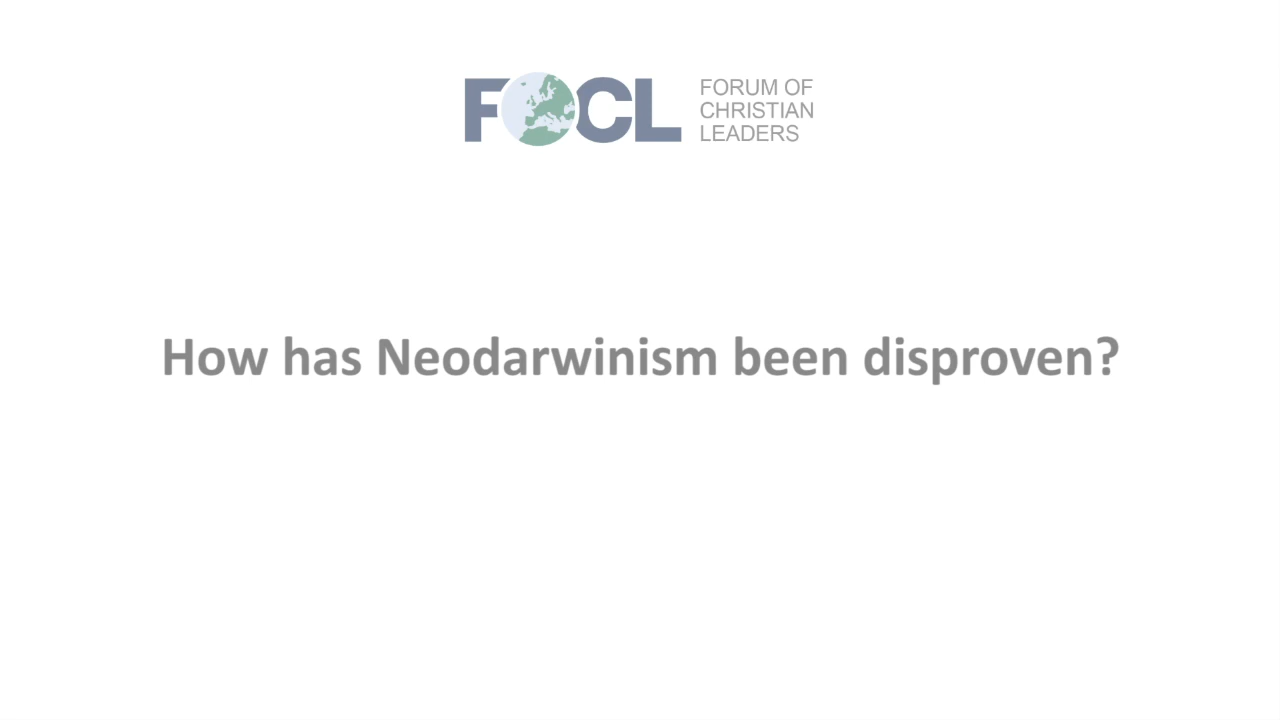 FOCL
FORUM OF
CHRISTIAN
LEADERS
How has Neodarwinism been disproven?